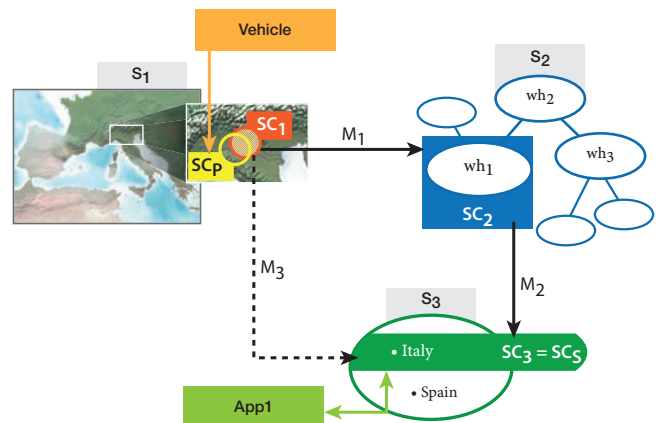 Vehicle
S1
S2
wh2
SC1
M1
SCP
wh1
wh3
SC2
M3
M2
S3
• Italy
SC3 = SCS
• Spain
App1